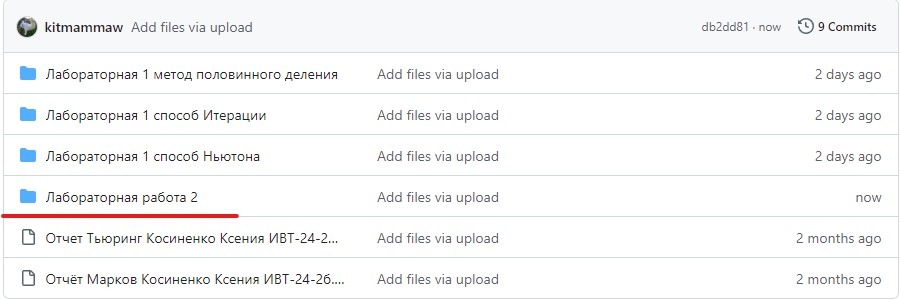 kitmammaw Add files via upload db2dd81 · now 9 Commits
Лабораторная 1 метод половинного деления Add files via upload 2 days ago
Лабораторная 1 способ Итерации Add files via upload 2 days ago
Лабораторная 1 способ Ньютона Add files via upload 2 days ago
Лабораторная работа 2 Add files via upload now
Отчет Тьюринг Косиненко Ксения ИВТ-24-2... Add files via upload 2 months ago
Отчёт Марков Косиненко Ксения ИВТ-24-2б.... Add files via upload 2 months ago